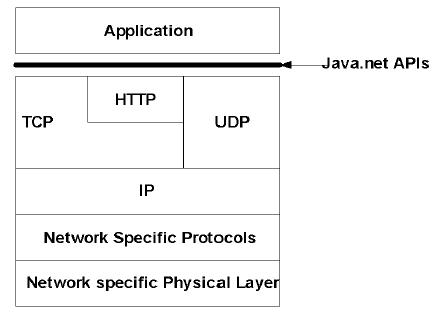 Application
Java.net APIs
HTTP
TCP
UDP
IP
Network Specific Protocols
Network specific Physical Layer